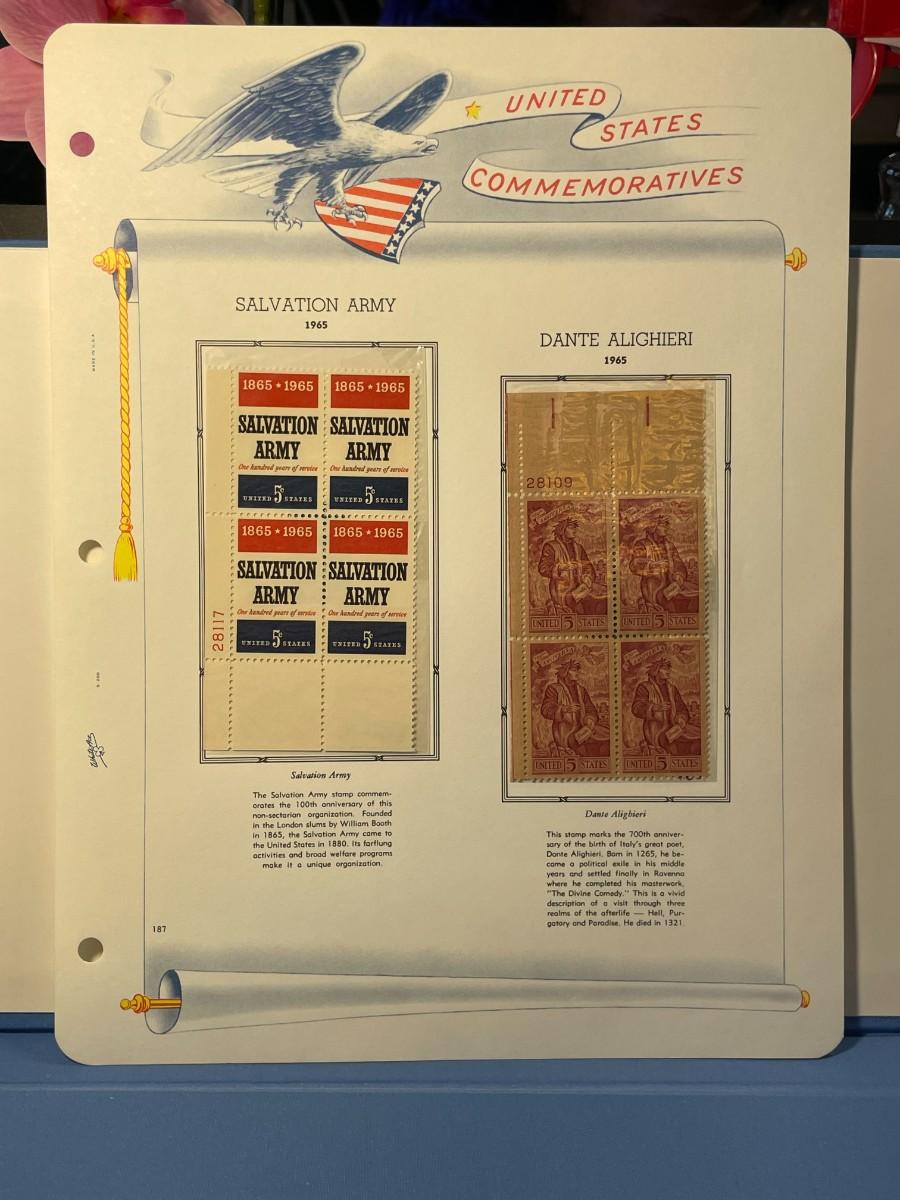 UNITED
STATES
COMMEMORATIVES
SALVATION ARMY
1965
1865 ★ 1965
SALVATION
ARMY
One hundred years of service
UNITED 5c STATES
1865 ★ 1965
SALVATION
ARMY
One hundred years of service
UNITED 5c STATES
1865 ★ 1965
SALVATION
ARMY
One hundred years of service
UNITED 5c STATES
1865 ★ 1965
SALVATION
ARMY
One hundred years of service
UNITED 5c STATES
28117
Salvation Army
The Salvation Army stamp commem-
orates the 100th anniversary of this
non-sectarian organization. Founded
in the London slums by William Booth
in 1865, the Salvation Army came to
the United States in 1880. Its farflung
activities and broad welfare programs
make it a unique organization.
DANTE ALIGHIERI
1965
28109
UNITED 5 STATES
UNITED 5 STATES
UNITED 5 STATES
UNITED 5 STATES
Dante Alighieri
This stamp marks the 700th anniver-
sary of the birth of Italy's great poet,
Dante Alighieri. Born in 1265, he be-
came a political exile in his middle
years and settled finally in Ravenna
where he completed his masterwork,
"The Divine Comedy." This is a vivid
description of a visit through three
realms of the afterlife — Hell, Pur-
gatory and Paradise. He died in 1321.
187
MADE IN U.S.A.